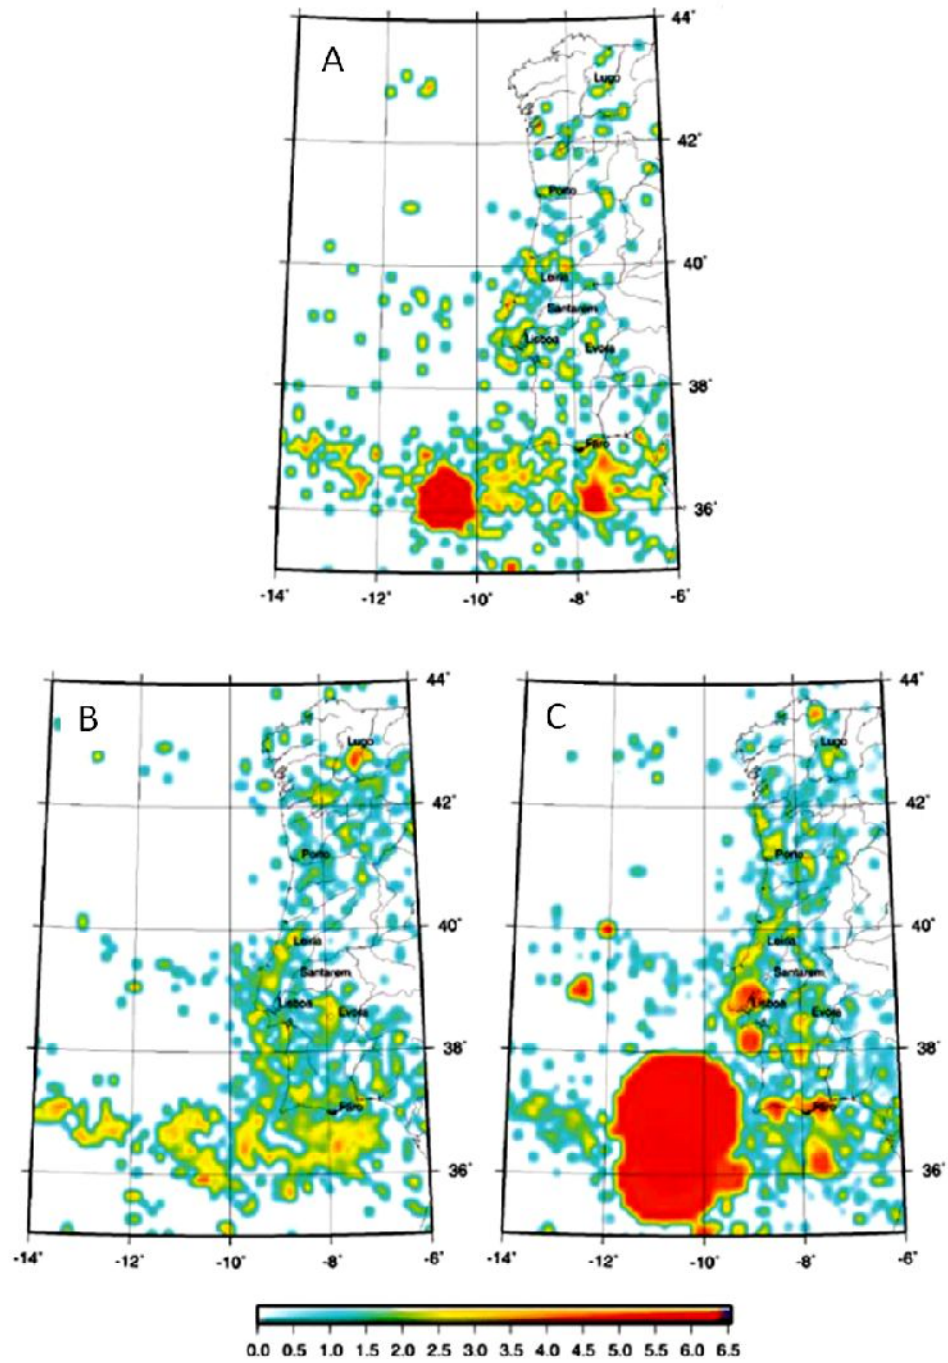 A
44°
Lugo
42°
Porto
40°
Leiria
Santarem
Lisboa
Evora
38°
Faro
36°
-14° -12° -10° -8° -6°
B
44°
Lugo
42°
Porto
40°
Leiria
Santarem
Lisboa
Evora
38°
Faro
36°
-14° -12° -10° -8° -6°
C
44°
Lugo
42°
Porto
40°
Leiria
Santarem
Lisboa
Evora
38°
Faro
36°
-14° -12° -10° -8° -6°
0.0 0.5 1.0 1.5 2.0 2.5 3.0 3.5 4.0 4.5 5.0 5.5 6.0 6.5